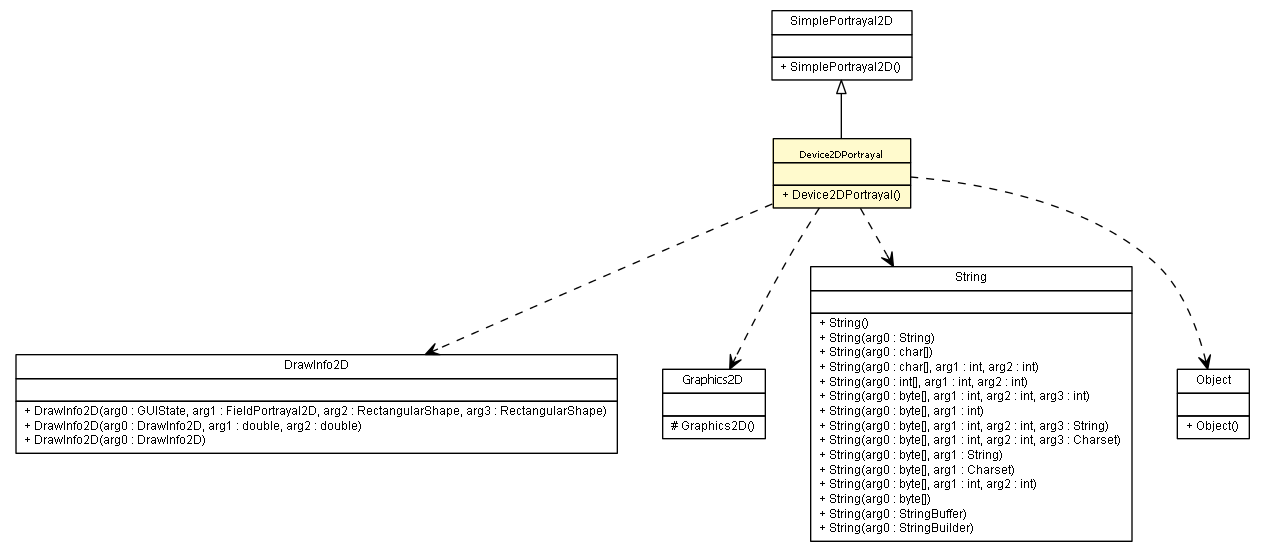 SimplePortrayal2D
+ SimplePortrayal2D()
Device2DPortrayal
+ Device2DPortrayal()
DrawInfo2D
+ DrawInfo2D(arg0 : GUIState, arg1 : FieldPortrayal2D, arg2 : RectangularShape, arg3 : RectangularShape)
+ DrawInfo2D(arg0 : DrawInfo2D, arg1 : double, arg2 : double)
+ DrawInfo2D(arg0 : DrawInfo2D)
Graphics2D
# Graphics2D()
String
+ String()
+ String(arg0 : String)
+ String(arg0 : char[])
+ String(arg0 : char[], arg1 : int, arg2 : int)
+ String(arg0 : int[], arg1 : int, arg2 : int)
+ String(arg0 : byte[], arg1 : int, arg2 : int, arg3 : int)
+ String(arg0 : byte[], arg1 : int)
+ String(arg0 : byte[], arg1 : int, arg2 : int, arg3 : String)
+ String(arg0 : byte[], arg1 : int, arg2 : int, arg3 : Charset)
+ String(arg0 : byte[], arg1 : String)
+ String(arg0 : byte[], arg1 : Charset)
+ String(arg0 : byte[], arg1 : int, arg2 : int)
+ String(arg0 : byte[])
+ String(arg0 : StringBuffer)
+ String(arg0 : StringBuilder)
Object
+ Object()